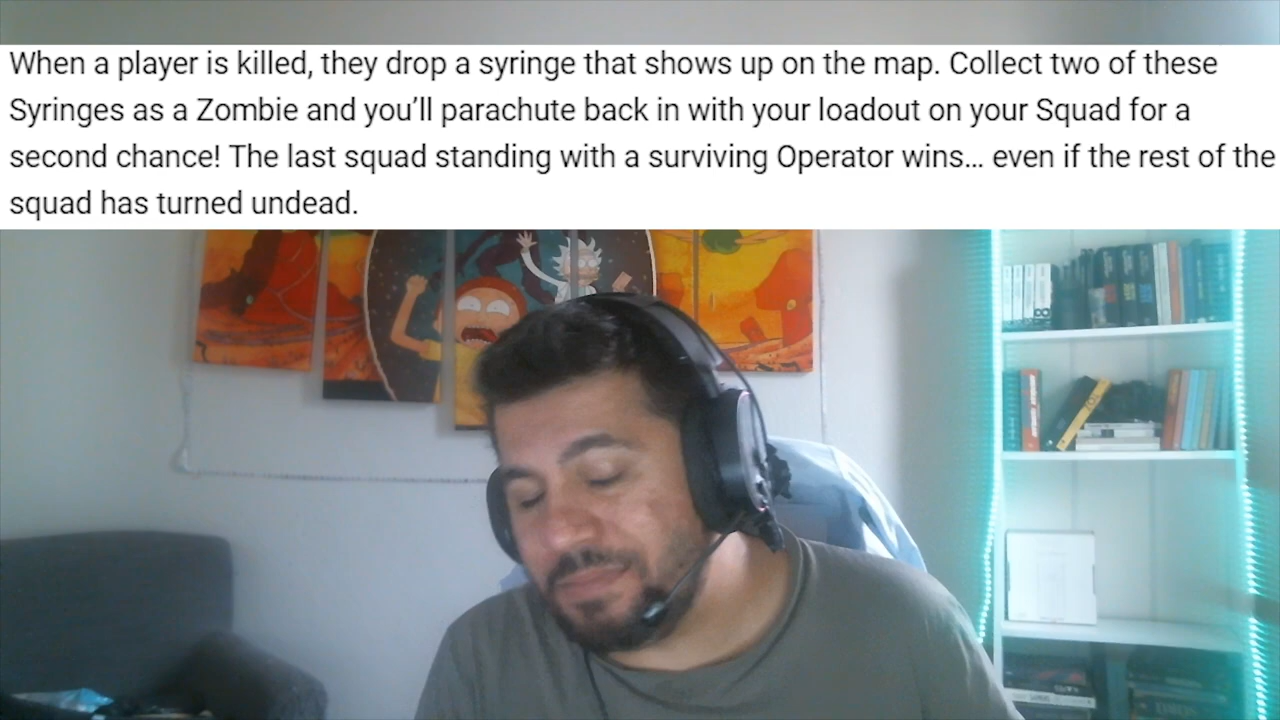 When a player is killed, they drop a syringe that shows up on the map. Collect two of these
Syringes as a Zombie and you’ll parachute back in with your loadout on your Squad for a
second chance! The last squad standing with a surviving Operator wins… even if the rest of the
squad has turned undead.